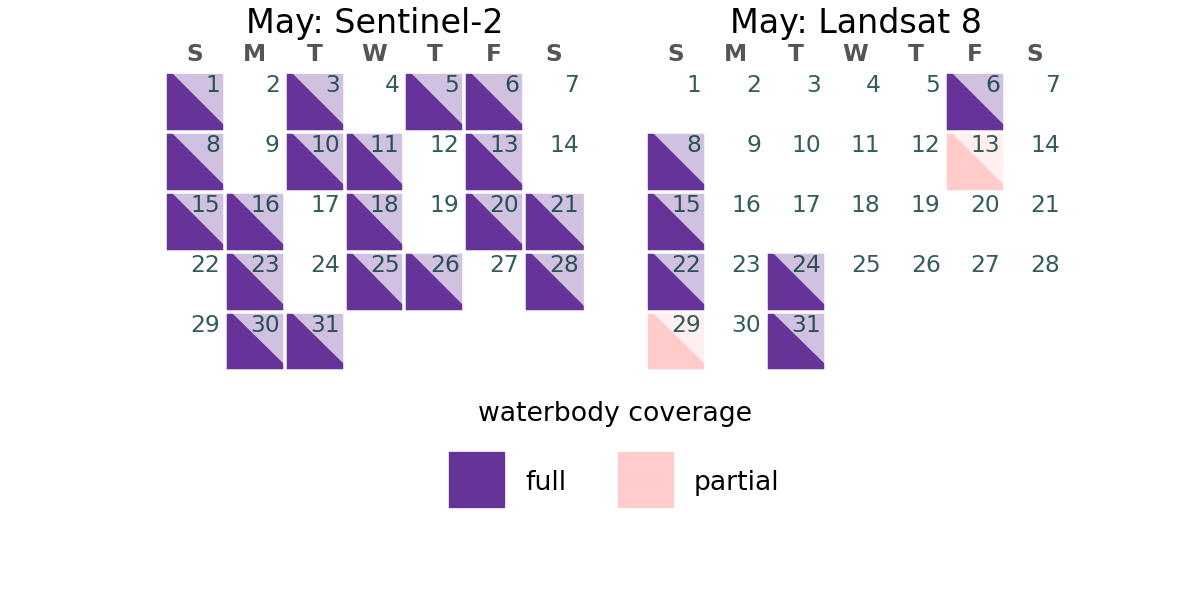 May: Sentinel-2
S M T W T F S
1 2 3 4 5 6 7
8 9 10 11 12 13 14
15 16 17 18 19 20 21
22 23 24 25 26 27 28
29 30 31
May: Landsat 8
S M T W T F S
1 2 3 4 5 6 7
8 9 10 11 12 13 14
15 16 17 18 19 20 21
22 23 24 25 26 27 28
29 30 31
waterbody coverage
full
partial